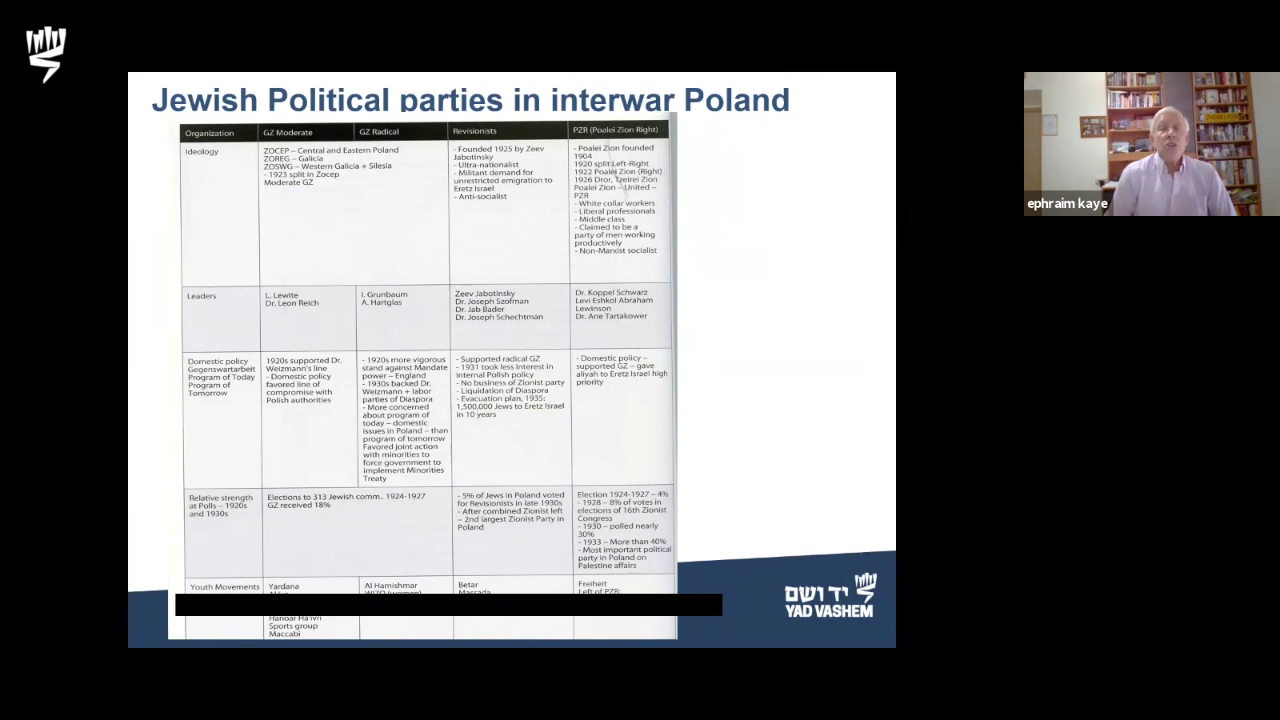 Jewish Political parties in interwar Poland
Organization
GZ Moderate
GZ Radical
Revisionists
PZR (Poalei Zion Right)
Ideology
ZOCEP – Central and Eastern Poland
ZOREG – Galicia
ZOSWG – Western Galicia + Silesia
- 1923 split in Zocep
Moderate GZ
- Founded 1925 by Zeev
Jabotinsky
- Ultra-nationalist
- Militant demand for
unrestricted emigration to
Eretz Israel
- Anti-socialist
- Poalei Zion founded
1904
1920 split Left-Right
1922 Poalei Zion (Right)
1926 Dror, Tzeirei Zion
Poalei Zion – United –
PZR
- White collar workers
- Liberal professionals
- Middle class
- Claimed to be a
party of men working
productively
- Non-Marxist socialist
Leaders
L. Lewite
Dr. Leon Reich
I. Grunbaum
A. Hartglas
Zeev Jabotinsky
Dr. Joseph Szofman
Dr. Jab Bader
Dr. Joseph Schechtman
Dr. Koppel Schwarz
Levi Eshkol Abraham
Lewinson
Dr. Arie Tartakower
Domestic policy
Gegenswartarbeit
Program of Today
Program of
Tomorrow
1920s supported Dr.
Weizmann's line
- Domestic policy
favored line of
compromise with
Polish authorities
- 1920s more vigorous
stand against Mandate
power – England
- 1930s backed Dr.
Weizmann + labor
parties of Diaspora
- More concerned
about program of
today – domestic
issues in Poland – than
program of tomorrow
Favored joint action
with minorities to
force government to
implement Minorities
Treaty
- Supported radical GZ
- 1931 took less interest in
internal Polish policy
- No business of Zionist party
- Liquidation of Diaspora
- Evacuation plan, 1935:
1,500,000 Jews to Eretz Israel
in 10 years
- Domestic policy –
supported GZ – gave
aliyah to Eretz Israel high
priority
Relative strength
at Polls – 1920s
and 1930s
Elections to 313 Jewish comm.. 1924-1927
GZ received 18%
- 5% of Jews in Poland voted
for Revisionists in late 1930s
- After combined Zionist left
– 2nd largest Zionist Party in
Poland
Election 1924-1927 – 4%
- 1928 – 8% of votes in
elections of 16th Zionist
Congress
- 1930 – polled nearly
30%
- 1933 – More than 40%
- Most important political
party in Poland on
Palestine affairs
Youth Movements
Yardana
Hanoar Ha'ivri
Sports group
Maccabi
Al Hamishmar
WIZO (women)
Betar
Massada
Freiheit
Left of PZR:
יד ושם
YAD VASHEM
ephraim kaye